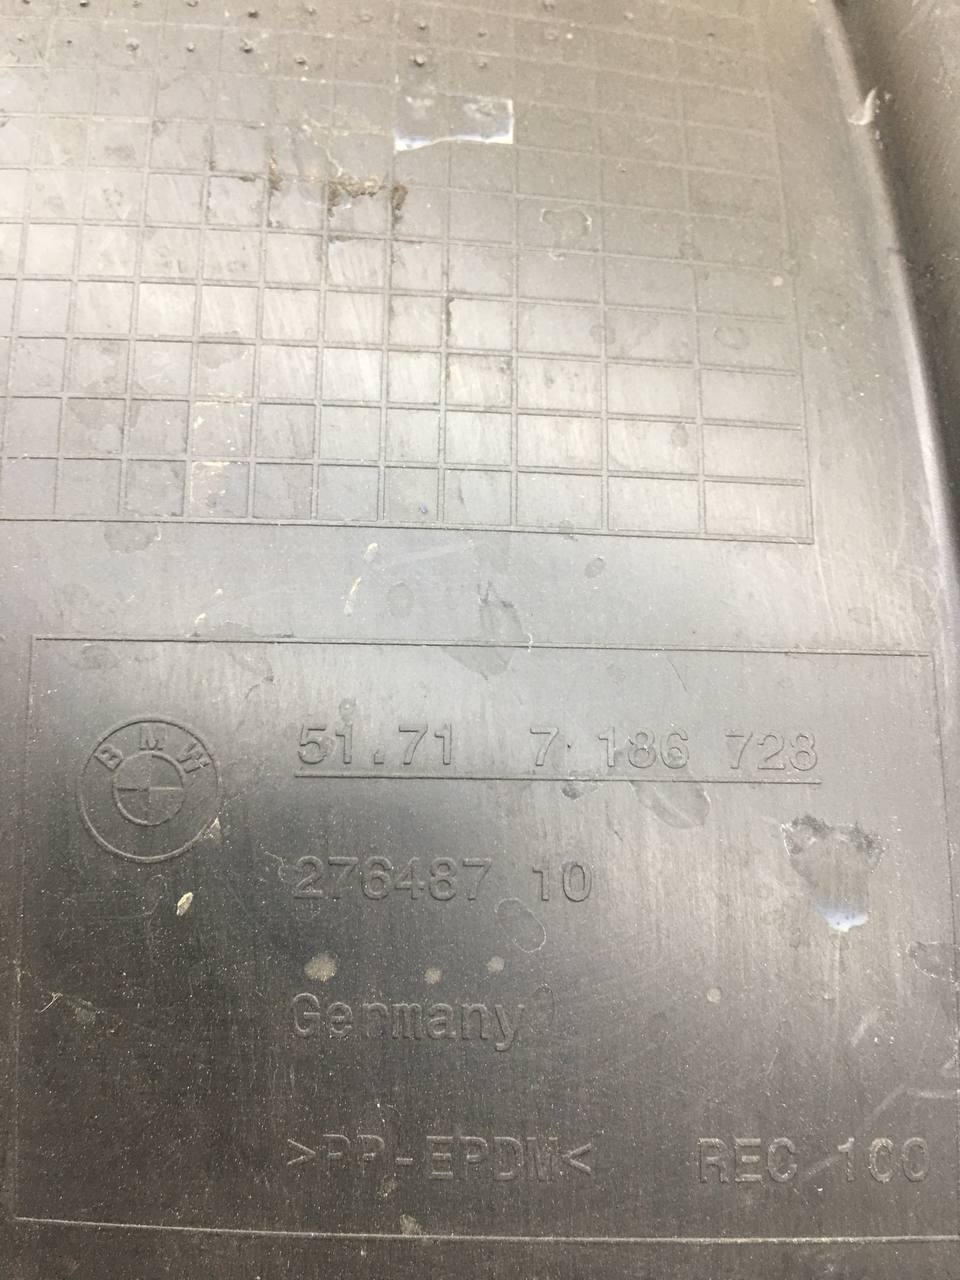 BMW
51.71 7 186 728
276487 10
Germany
>PP-EPDM< REC 100